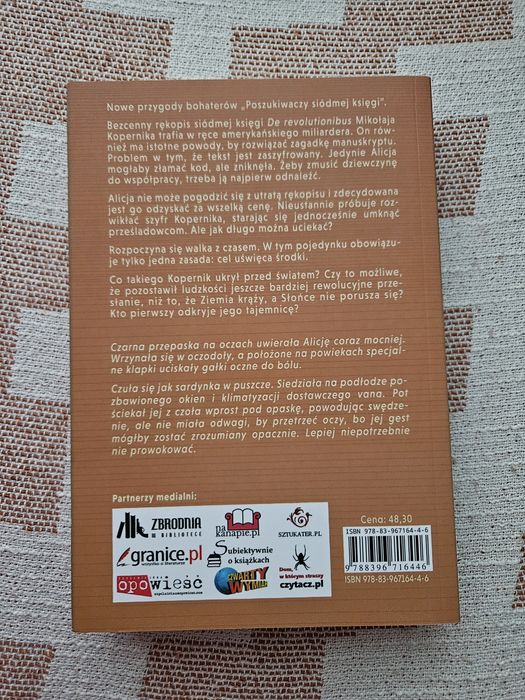 Nowe przygody bohaterów „Poszukiwaczy siódmej księgi".
Bezcenny rękopis siódmej księgi De revolutionibus Mikołaja
Kopernika trafia w ręce amerykańskiego miliardera. On rów-
nież ma istotne powody, by rozwiązać zagadkę manuskryptu.
Problem w tym, że tekst jest zaszyfrowany. Jedynie Alicja
mogłaby złamać kod, ale zniknęła. Żeby zmusić dziewczynę
do współpracy, trzeba ją najpierw odnaleźć.
Alicja nie może pogodzić się z utratą rękopisu i zdecydowana
jest go odzyskać za wszelką cenę. Nieustannie próbuje roz-
wikłać szyfr Kopernika, starając się jednocześnie umknąć
prześladowcom. Ale jak długo można uciekać?
Rozpoczyna się walka z czasem. W tym pojedynku obowiązu-
je tylko jedna zasada: cel uświęca środki.
Co takiego Kopernik ukrył przed światem? Czy to możliwe,
że pozostawił ludzkości jeszcze bardziej rewolucyjne prze-
słanie, niż to, że Ziemia krąży, a Słońce nie porusza się?
Kto pierwszy odkryje jego tajemnicę?
Czarna przepaska na oczach uwierała Alicję coraz mocniej.
Wrzynała się w oczodoły, a położone na powiekach specjal-
ne klapki uciskały gałki oczne do bólu.
Czuła się jak sardynka w puszce. Siedziała na podłodze po-
zbawionego okien i klimatyzacji dostawczego vana. Pot
ściekał jej z czoła wprost pod opaskę, powodując swędze-
nie, ale nie miała odwagi, by przetrzeć oczy, bo jej gest
mógłby zostać zrozumiany opacznie. Lepiej niepotrzebnie
nie prowokować.
Partnerzy medialni:
ZBRODNIA
W BIBLIOTECE
na
kanapie.pl
SZTUKATER.PL
granice.pl
wszystko o literaturze
Subiektywnie
o książkach
opowieść
CZWARTY
WYMIAR
Dom,
w którym straszy
czytacz.pl
Cena: 48,30
ISBN 978-83-967164-4-6
9 788396 716446
ISBN 978-83-967164-4-6